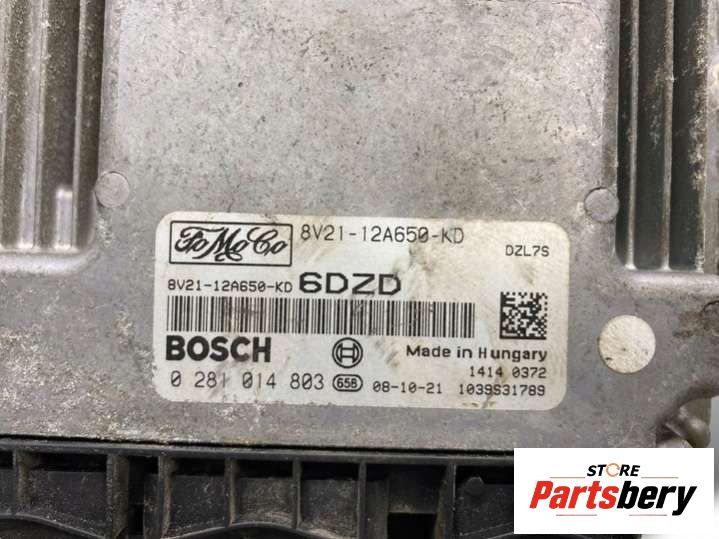 FoMoCo 8V21-12A650-KD
DZL7S
8V21-12A650-KD 6DZD
BOSCH
Made in Hungary
1414 0372
0 281 014 803 658 08-10-21 1039S31789
STORE
Partsbery